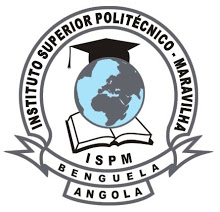 INSTITUTO SUPERIOR POLITÉCNICO - MARAVILHA
ISPM
BENGUELA
ANGOLA